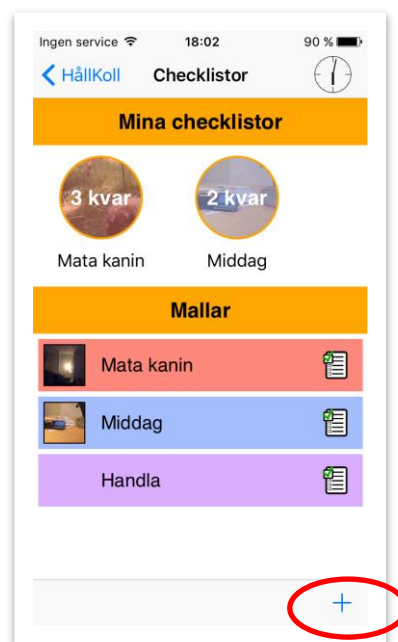 Ingen service 18:02 90 %
HållKoll Checklistor
Mina checklistor
3 kvar 2 kvar
Mata kanin Middag
Mallar
Mata kanin
Middag
Handla
+